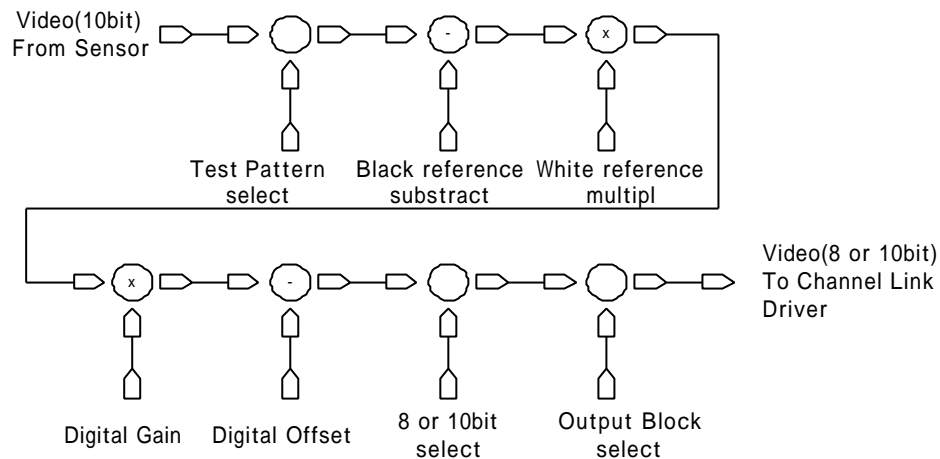 Video(10bit)
From Sensor
-
x
Test Pattern
select
Black reference
substract
White reference
multipl
x
-
Video(8 or 10bit)
To Channel Link
Driver
Digital Gain
Digital Offset
8 or 10bit
select
Output Block
select